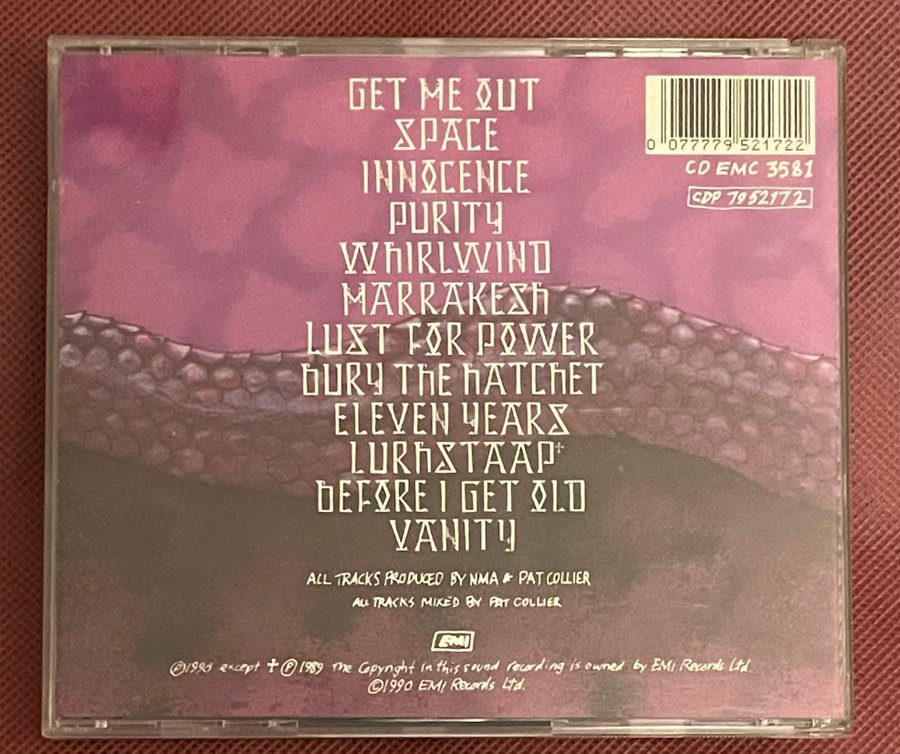 GET ME OUT
SPACE
INNOCENCE
PURITY
WHIRLWIND
MARRAKESH
LUST FOR POWER
BURY THE HATCHET
ELEVEN YEARS
LURHSTAAP†
BEFORE I GET OLD
VANITY
0 077779 521722
CD EMC 3581
CDP 7952172
ALL TRACKS PRODUCED BY NMA & PAT COLLIER
ALL TRACKS MIXED BY PAT COLLIER
EMI
Ⓟ1990 except † Ⓟ1989 The Copyright in this sound recording is owned by EMI Records Ltd.
©1990 EMI Records Ltd.